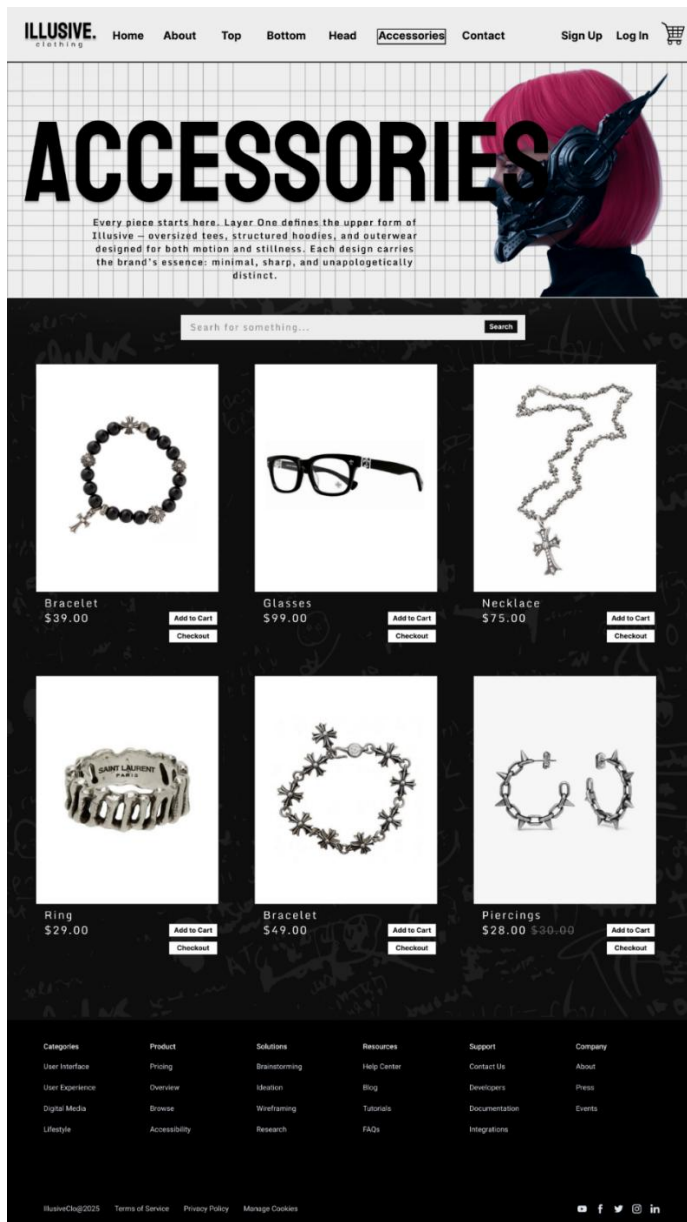 ILLUSIVE.
clothing
Home About Top Bottom Head Accessories Contact Sign Up Log In
ACCESSORIES
Every piece starts here. Layer One defines the upper form of
Illusive — oversized tees, structured hoodies, and outerwear
designed for both motion and stillness. Each design carries
the brand's essence: minimal, sharp, and unapologetically
distinct.
Searh for something... Search
Bracelet
$39.00
Add to Cart
Checkout
Glasses
$99.00
Add to Cart
Checkout
Necklace
$75.00
Add to Cart
Checkout
SAINT LAURENT
PARIS
Ring
$29.00
Add to Cart
Checkout
Bracelet
$49.00
Add to Cart
Checkout
Piercings
$28.00 $30.00
Add to Cart
Checkout
Categories Product Solutions Resources Support Company
User Interface Pricing Brainstorming Help Center Contact Us About
User Experience Overview Ideation Blog Developers Press
Digital Media Browse Wireframing Tutorials Documentation Events
Lifestyle Accessibility Research FAQs Integrations
IllusiveClo@2025 Terms of Service Privacy Policy Manage Cookies